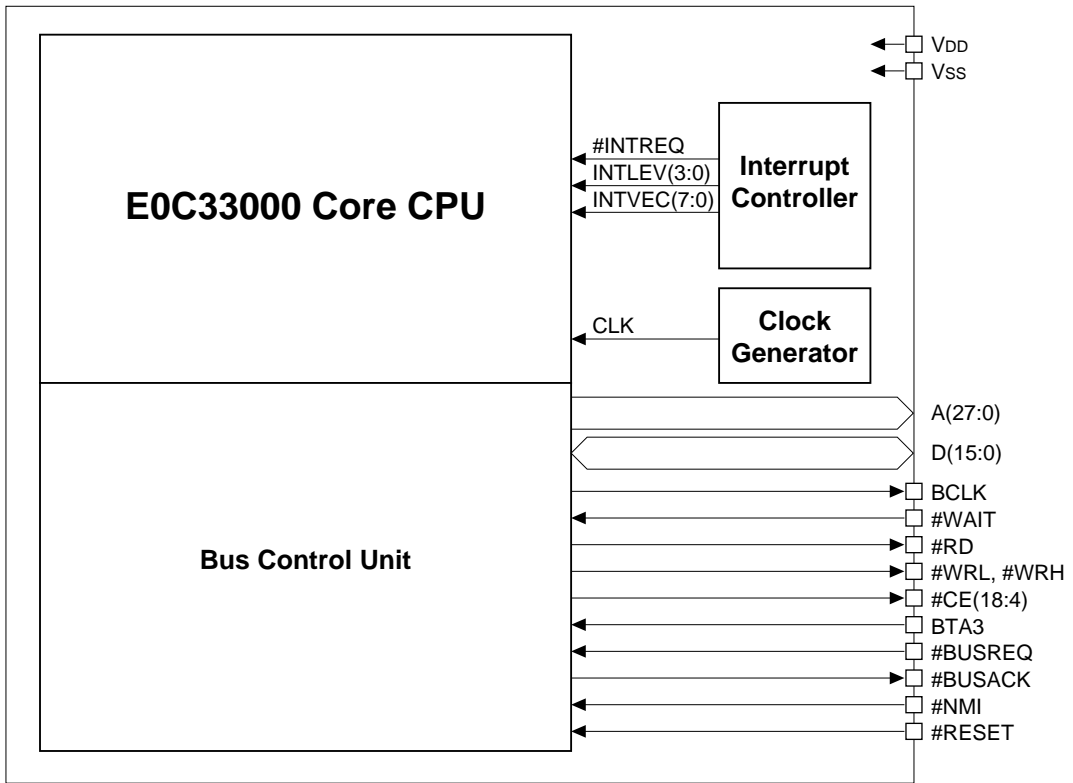 VDD
VSS
#INTREQ
INTLEV(3:0)
INTVEC(7:0)
Interrupt
Controller
E0C33000 Core CPU
CLK
Clock
Generator
A(27:0)
D(15:0)
BCLK
#WAIT
#RD
#WRL, #WRH
#CE(18:4)
BTA3
#BUSREQ
#BUSACK
#NMI
#RESET
Bus Control Unit